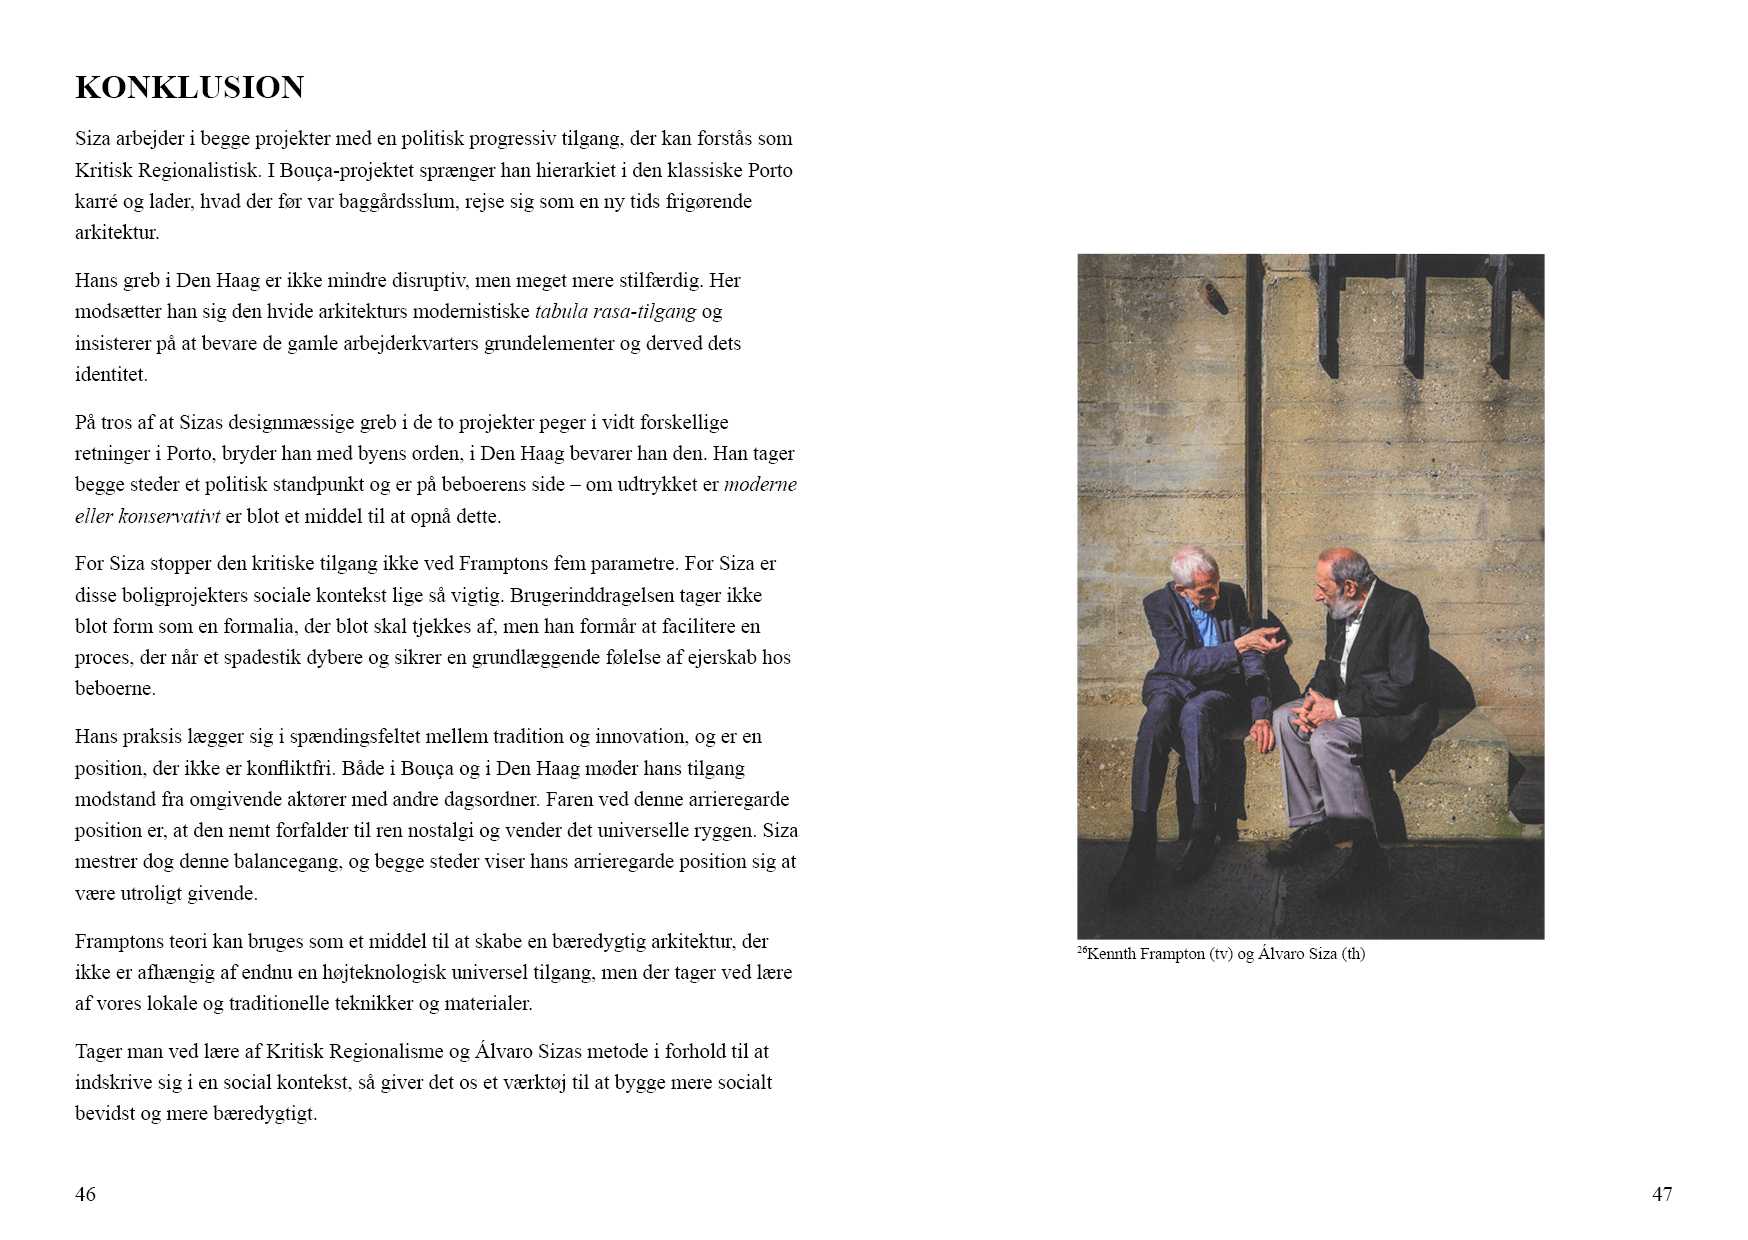 KONKLUSION
Siza arbejder i begge projekter med en politisk progressiv tilgang, der kan forstås som
Kritisk Regionalistisk. I Bouça-projektet sprænger han hierarkiet i den klassiske Porto
karré og lader, hvad der før var baggårdsslum, rejse sig som en ny tids frigørende
arkitektur.
Hans greb i Den Haag er ikke mindre disruptiv, men meget mere stilfærdig. Her
modsætter han sig den hvide arkitekturs modernistiske tabula rasa-tilgang og
insisterer på at bevare de gamle arbejderkvarters grundelementer og derved dets
identitet.
På tros af at Sizas designmæssige greb i de to projekter peger i vidt forskellige
retninger i Porto, bryder han med byens orden, i Den Haag bevarer han den. Han tager
begge steder et politisk standpunkt og er på beboerens side – om udtrykket er moderne
eller konservativt er blot et middel til at opnå dette.
For Siza stopper den kritiske tilgang ikke ved Framptons fem parametre. For Siza er
disse boligprojekters sociale kontekst lige så vigtig. Brugerinddragelsen tager ikke
blot form som en formalia, der blot skal tjekkes af, men han formår at facilitere en
proces, der når et spadestik dybere og sikrer en grundlæggende følelse af ejerskab hos
beboerne.
Hans praksis lægger sig i spændingsfeltet mellem tradition og innovation, og er en
position, der ikke er konfliktfri. Både i Bouça og i Den Haag møder hans tilgang
modstand fra omgivende aktører med andre dagsordner. Faren ved denne arrieregarde
position er, at den nemt forfalder til ren nostalgi og vender det universelle ryggen. Siza
mestrer dog denne balancegang, og begge steder viser hans arrieregarde position sig at
være utroligt givende.
Framptons teori kan bruges som et middel til at skabe en bæredygtig arkitektur, der
ikke er afhængig af endnu en højteknologisk universel tilgang, men der tager ved lære
af vores lokale og traditionelle teknikker og materialer.
Tager man ved lære af Kritisk Regionalisme og Álvaro Sizas metode i forhold til at
indskrive sig i en social kontekst, så giver det os et værktøj til at bygge mere socialt
bevidst og mere bæredygtigt.
46
26Kennth Frampton (tv) og Álvaro Siza (th)
47